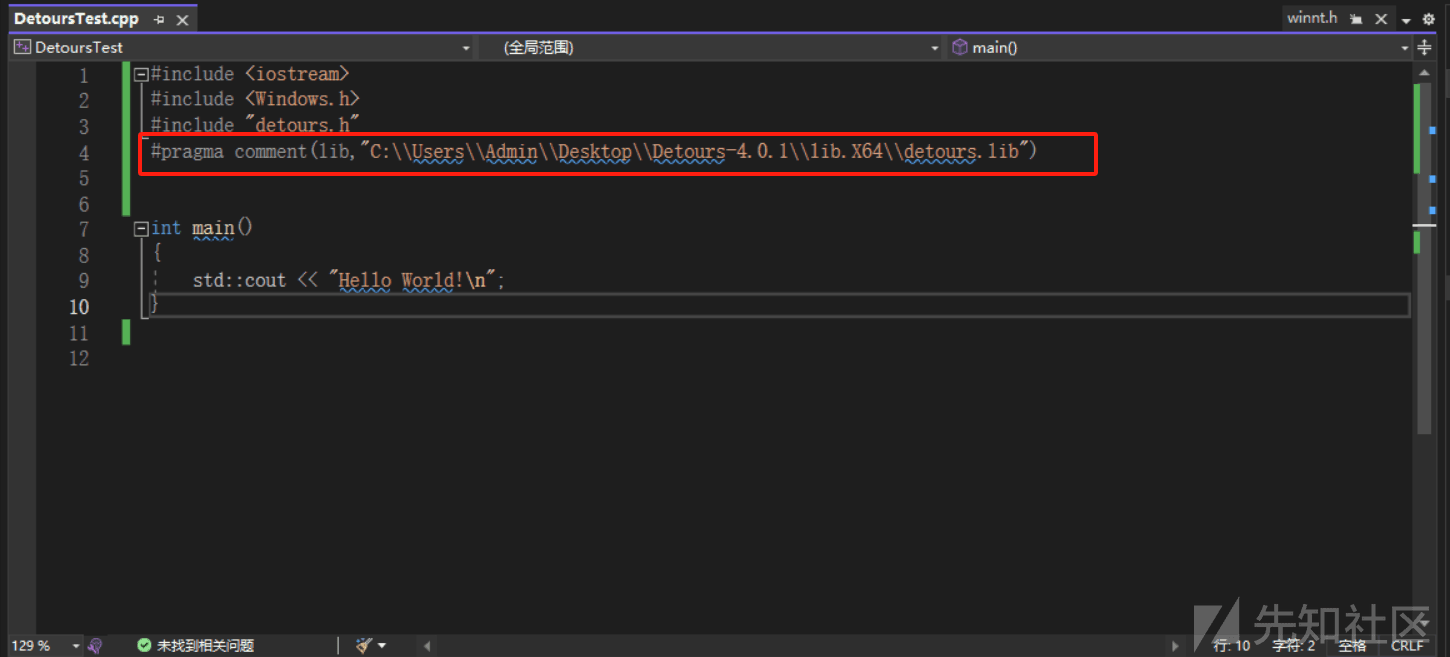 DetoursTest.cpp
winnt.h
DetoursTest
(全局范围)
main()
1 #include <iostream>
2 #include <Windows.h>
3 #include "detours.h"
4 #pragma comment(lib,"C:\\Users\\Admin\\Desktop\\Detours-4.0.1\\lib.X64\\detours.lib")
5
6
7 int main()
8 {
9 std::cout << "Hello World!\n";
10 }
11
12
先知社区
129 %
未找到相关问题
行: 10
字符: 2
空格
CRLF